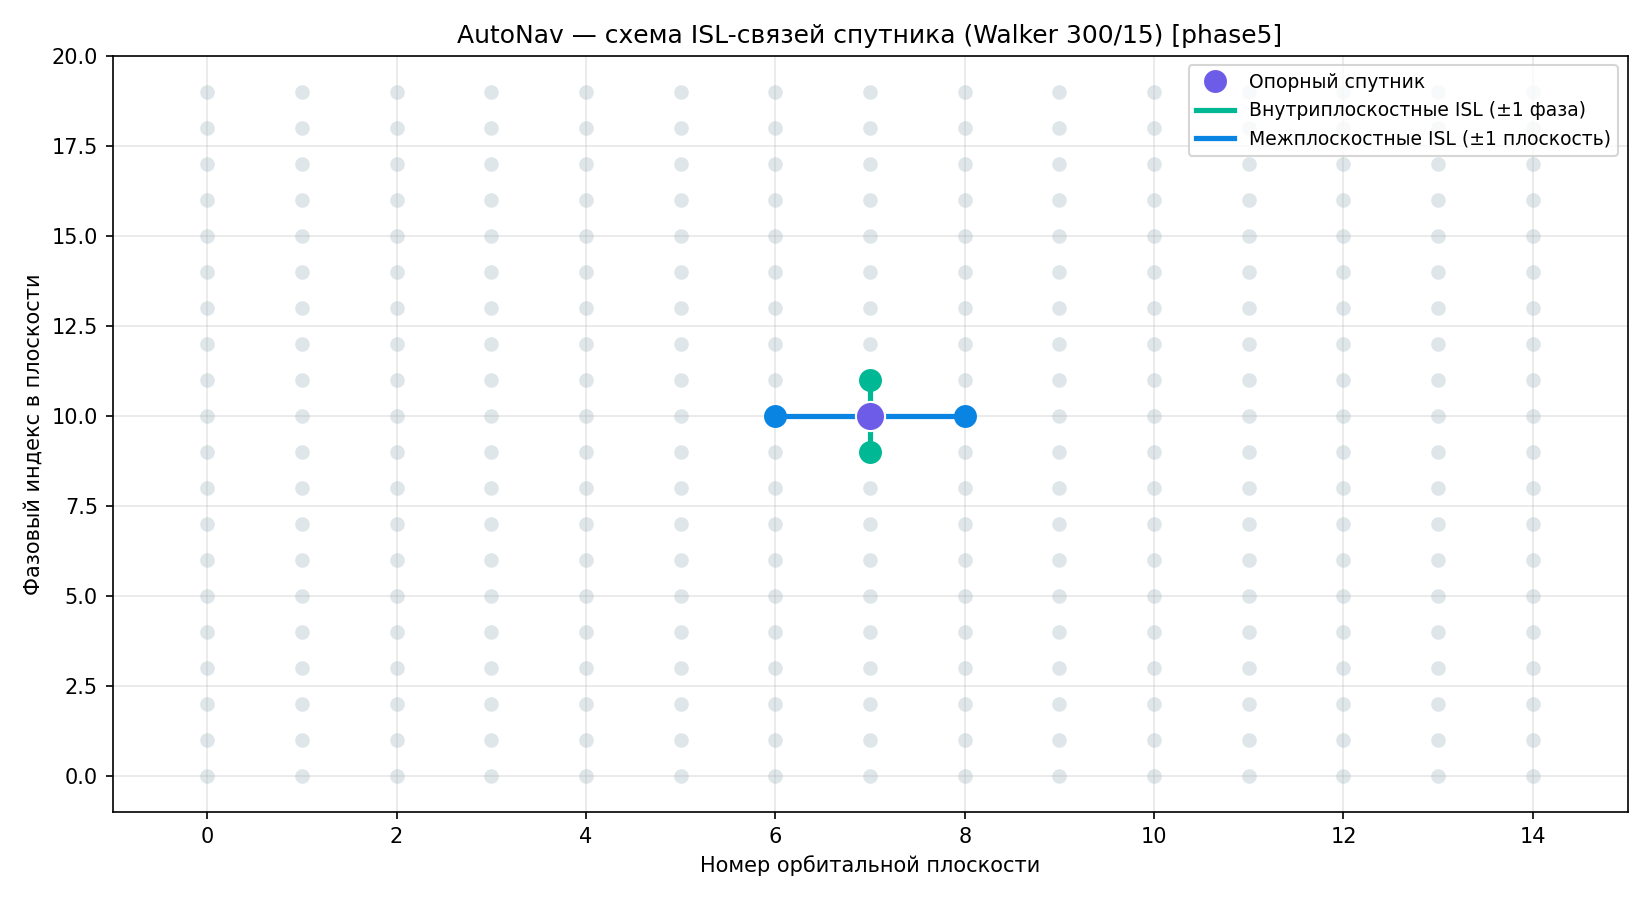 AutoNav — схема ISL-связей спутника (Walker 300/15) [phase5]
Опорный спутник
Внутриплоскостные ISL (±1 фаза)
Межплоскостные ISL (±1 плоскость)
Фазовый индекс в плоскости
20.0
17.5
15.0
12.5
10.0
7.5
5.0
2.5
0.0
0 2 4 6 8 10 12 14
Номер орбитальной плоскости